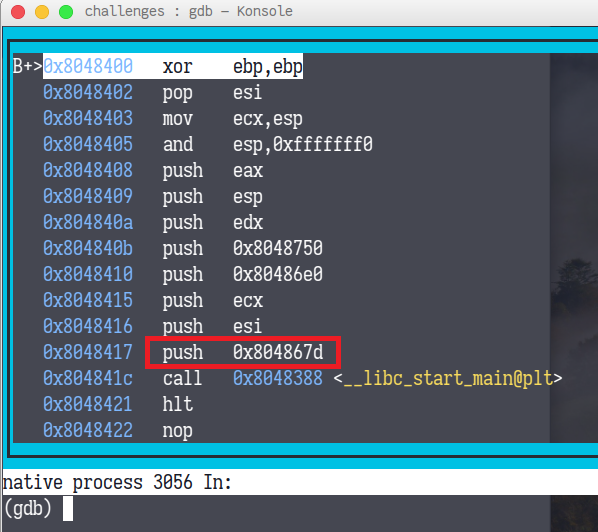 challenges : gdb – Konsole
B+>0x8048400 xor ebp,ebp
0x8048402 pop esi
0x8048403 mov ecx,esp
0x8048405 and esp,0xfffffff0
0x8048408 push eax
0x8048409 push esp
0x804840a push edx
0x804840b push 0x8048750
0x8048410 push 0x80486e0
0x8048415 push ecx
0x8048416 push esi
0x8048417 push 0x804867d
0x804841c call 0x8048388 <__libc_start_main@plt>
0x8048421 hlt
0x8048422 nop
native process 3056 In:
(gdb)